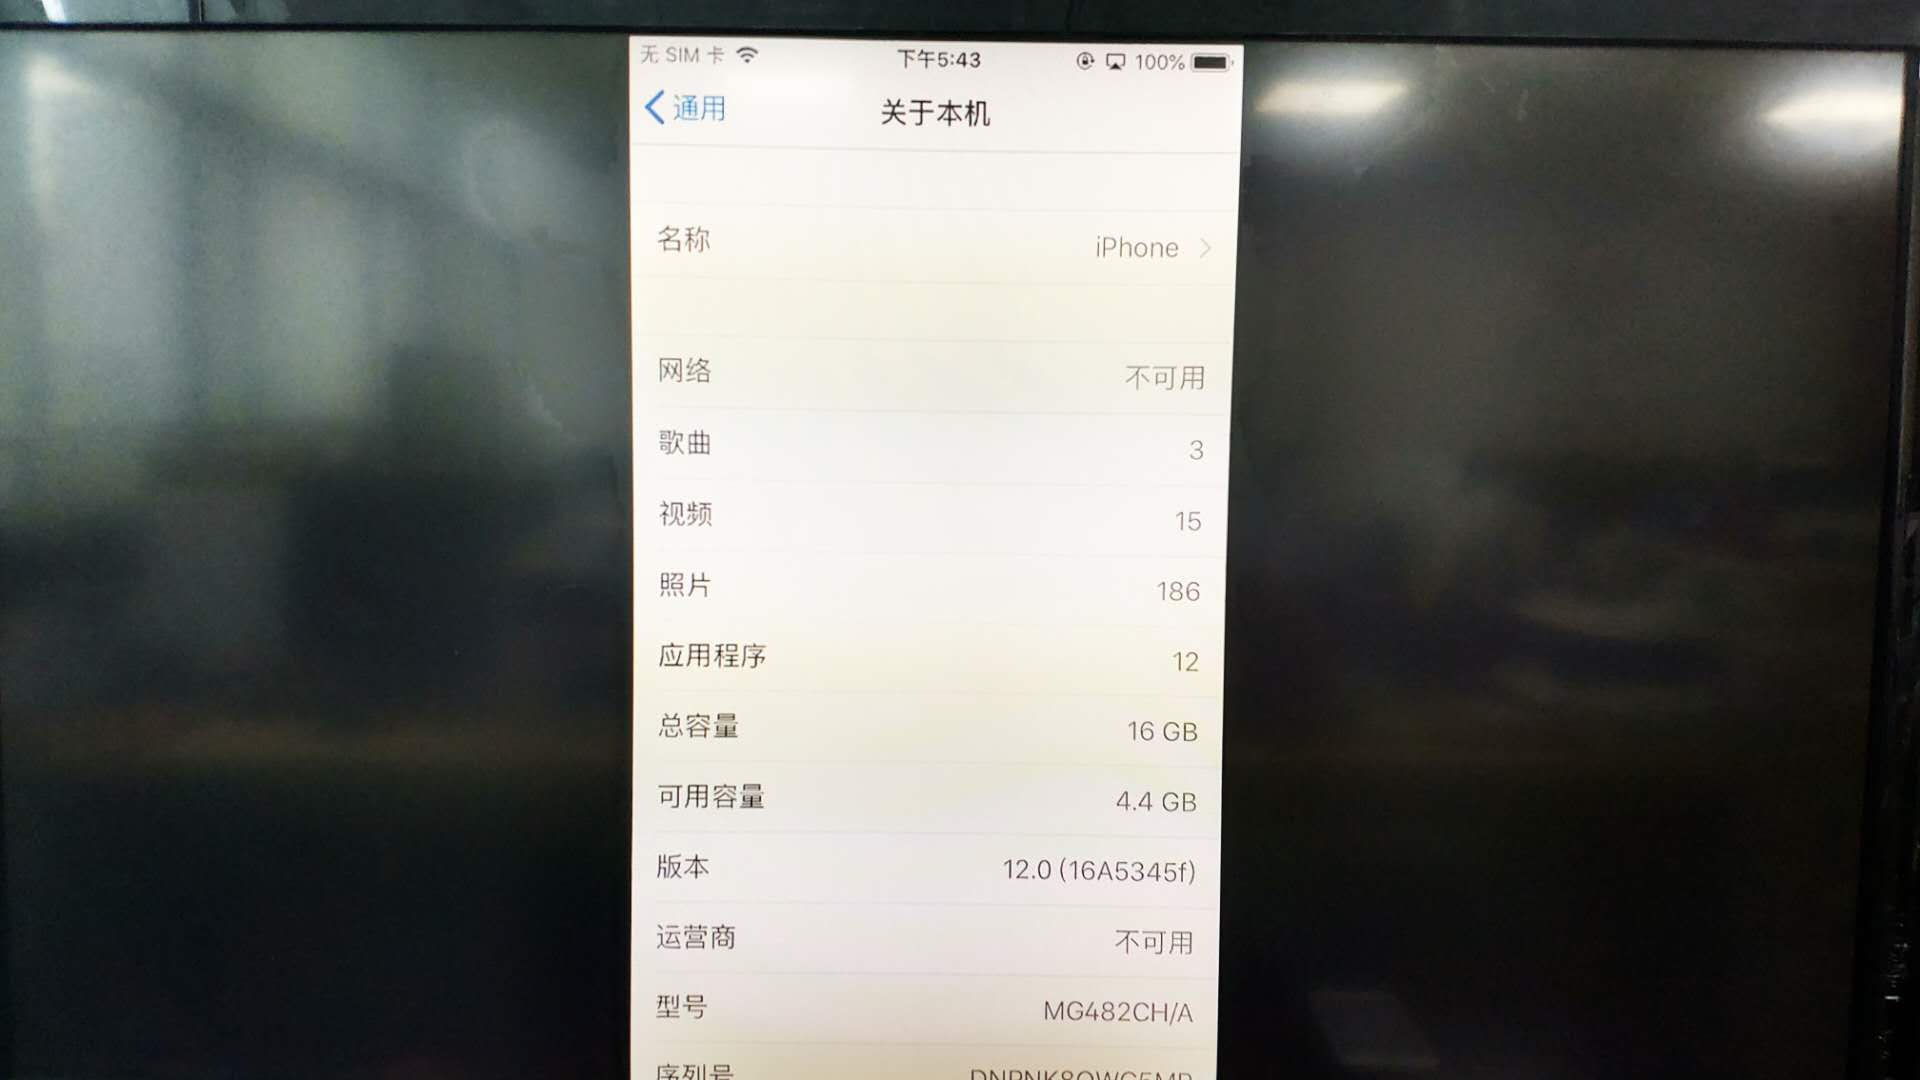 无 SIM 卡 下午5:43 100%
通用 关于本机
名称 iPhone
网络 不可用
歌曲 3
视频 15
照片 186
应用程序 12
总容量 16 GB
可用容量 4.4 GB
版本 12.0 (16A5345f)
运营商 不可用
型号 MG482CH/A
序列号